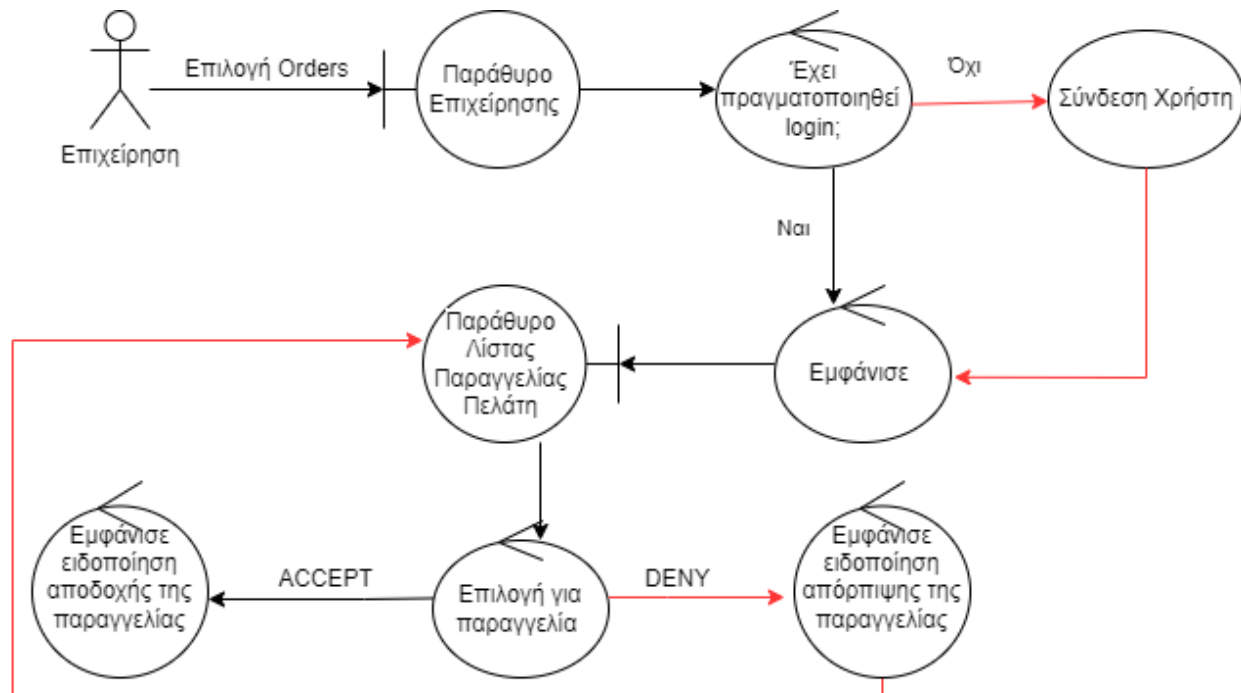 Επιλογή Orders
Επιχείρηση
Παράθυρο
Επιχείρησης
Έχει
πραγματοποιηθεί
login;
Όχι
Σύνδεση Χρήστη
Ναι
Παράθυρο
Λίστας
Παραγγελίας
Πελάτη
Εμφάνισε
Εμφάνισε
ειδοποίηση
αποδοχής της
παραγγελίας
ACCEPT
Επιλογή για
παραγγελία
DENY
Εμφάνισε
ειδοποίηση
απόρπιψης της
παραγγελίας